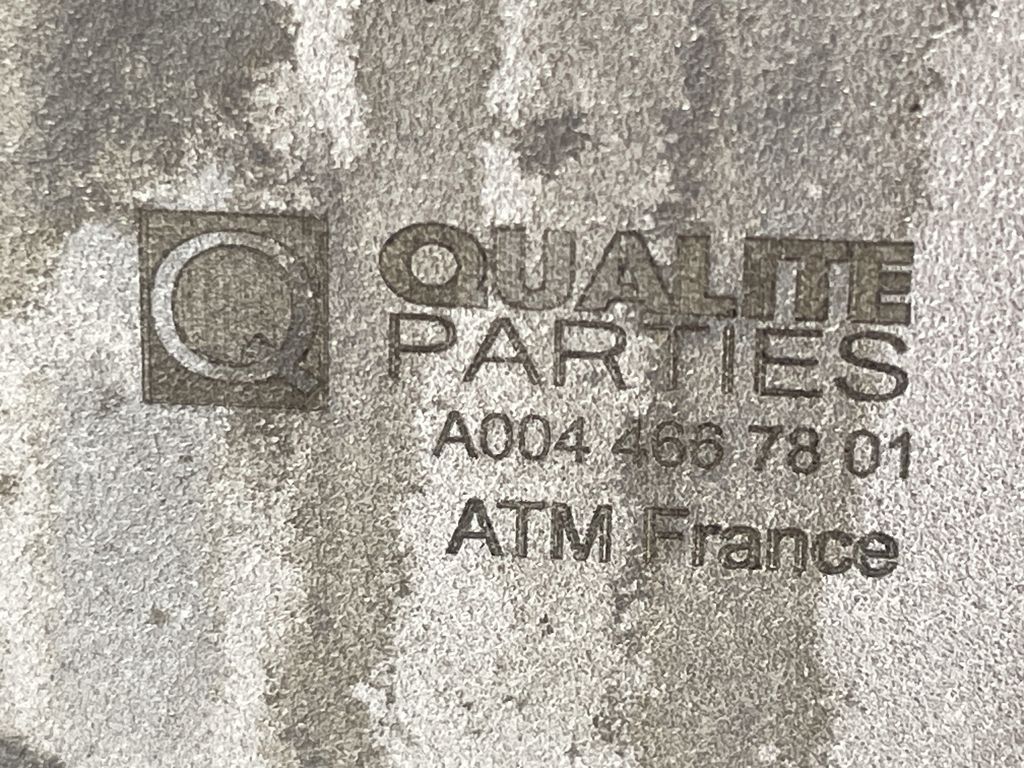 Q QUALITE
PARTIES
A004 466 78 01
ATM France